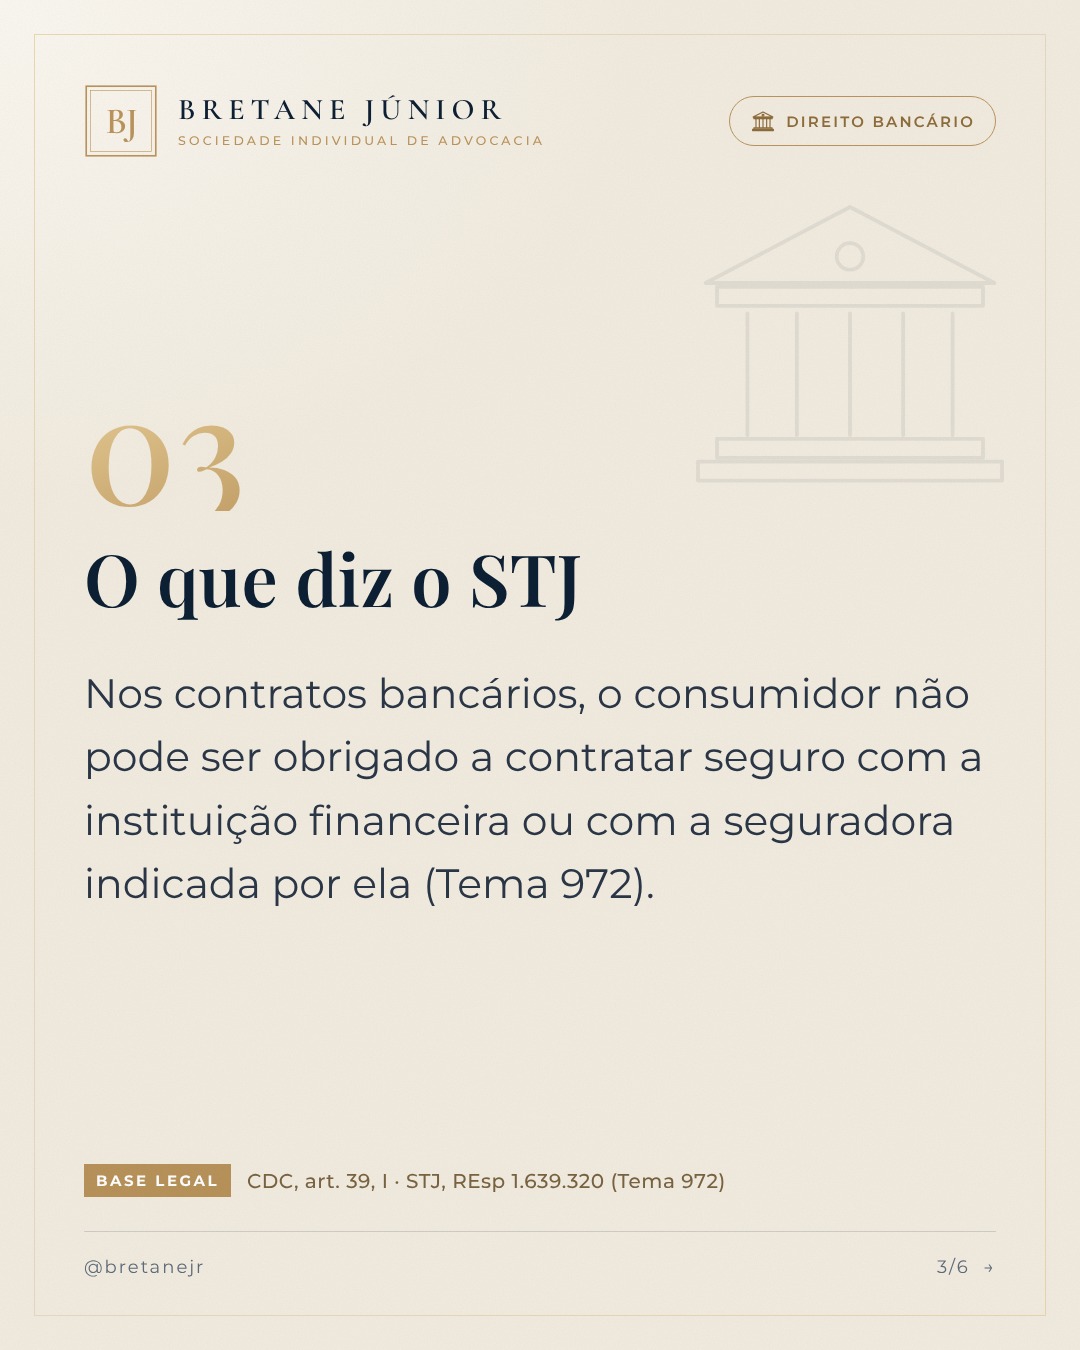 BJ
BRETANE JÚNIOR
SOCIEDADE INDIVIDUAL DE ADVOCACIA
DIREITO BANCÁRIO
03
O que diz o STJ
Nos contratos bancários, o consumidor não
pode ser obrigado a contratar seguro com a
instituição financeira ou com a seguradora
indicada por ela (Tema 972).
BASE LEGAL CDC, art. 39, I · STJ, REsp 1.639.320 (Tema 972)
@bretanejr
3/6 →